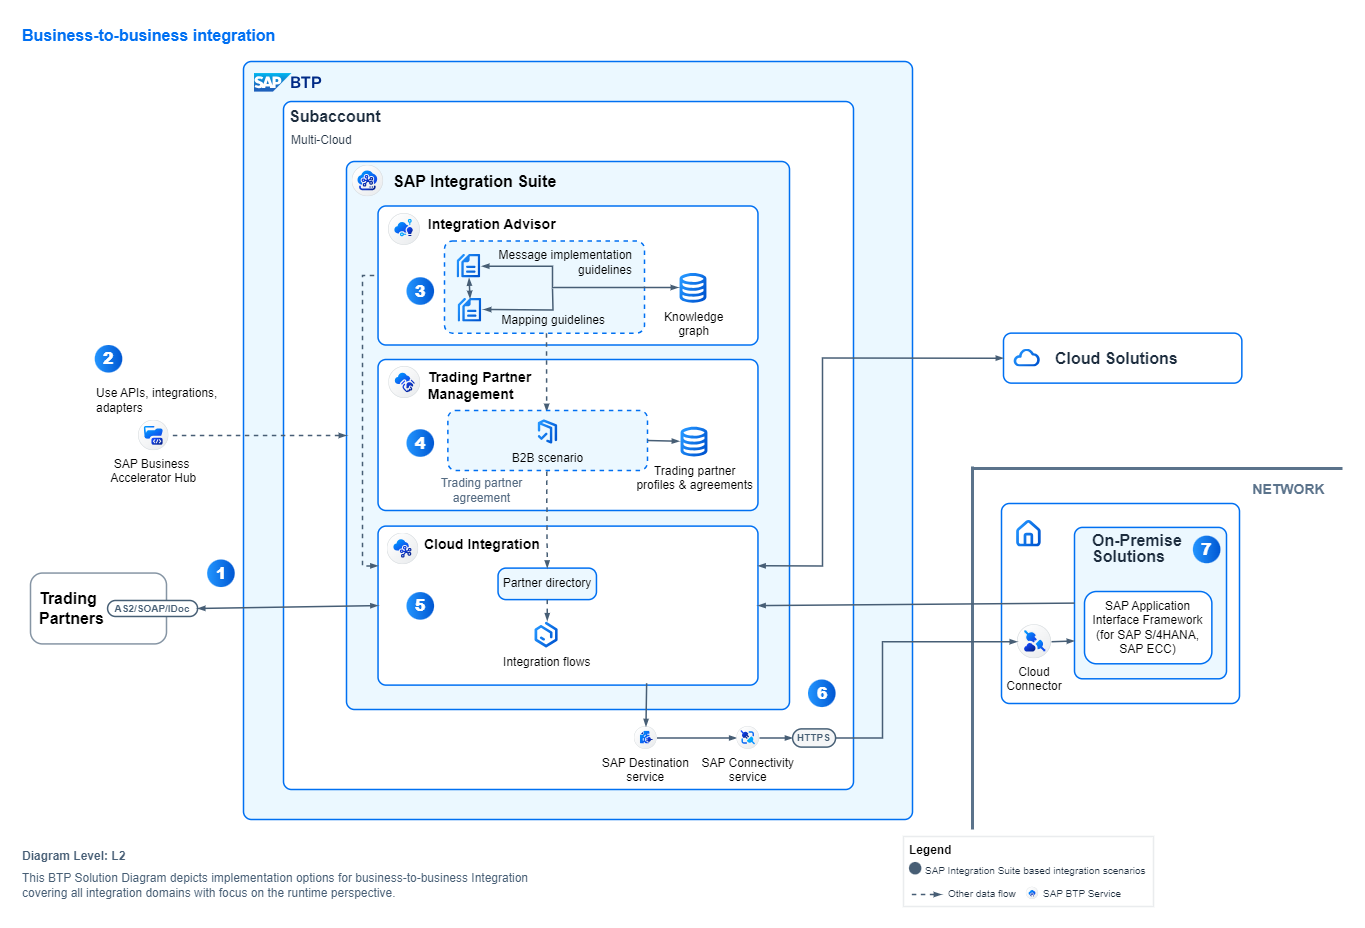 Business-to-business integration
SAP BTP
Subaccount
Multi-Cloud
SAP Integration Suite
Integration Advisor
Message implementation
guidelines
3
Mapping guidelines
Knowledge
graph
2
Use APIs, integrations,
adapters
SAP Business
Accelerator Hub
Trading Partner
Management
4
B2B scenario
Trading partner
agreement
Trading partner
profiles & agreements
Cloud Solutions
NETWORK
Cloud Integration
Partner directory
5
Integration flows
1
Trading
Partners
AS2/SOAP/IDoc
On-Premise
Solutions
7
SAP Application
Interface Framework
(for SAP S/4HANA,
SAP ECC)
Cloud
Connector
6
HTTPS
SAP Destination
service
SAP Connectivity
service
Diagram Level: L2
This BTP Solution Diagram depicts implementation options for business-to-business Integration
covering all integration domains with focus on the runtime perspective.
Legend
SAP Integration Suite based integration scenarios
Other data flow
SAP BTP Service